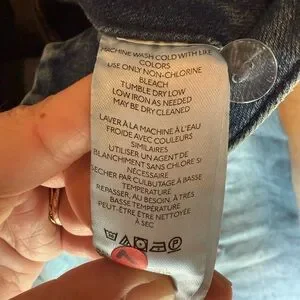 MACHINE WASH COLD WITH LIKE
COLORS
USE ONLY NON-CHLORINE
BLEACH
TUMBLE DRY LOW
LOW IRON AS NEEDED
MAY BE DRY CLEANED
LAVER À LA MACHINE À L'EAU
FROIDE AVEC COULEURS
SIMILAIRES
UTILISER UN AGENT DE
BLANCHIMENT SANS CHLORE SI
NÉCESSAIRE
SÉCHER PAR CULBUTAGE À BASSE
TEMPÉRATURE
REPASSER, AU BESOIN, À TRÈS
BASSE TEMPÉRATURE
PEUT-ÊTRE ÊTRE NETTOYÉE
À SEC